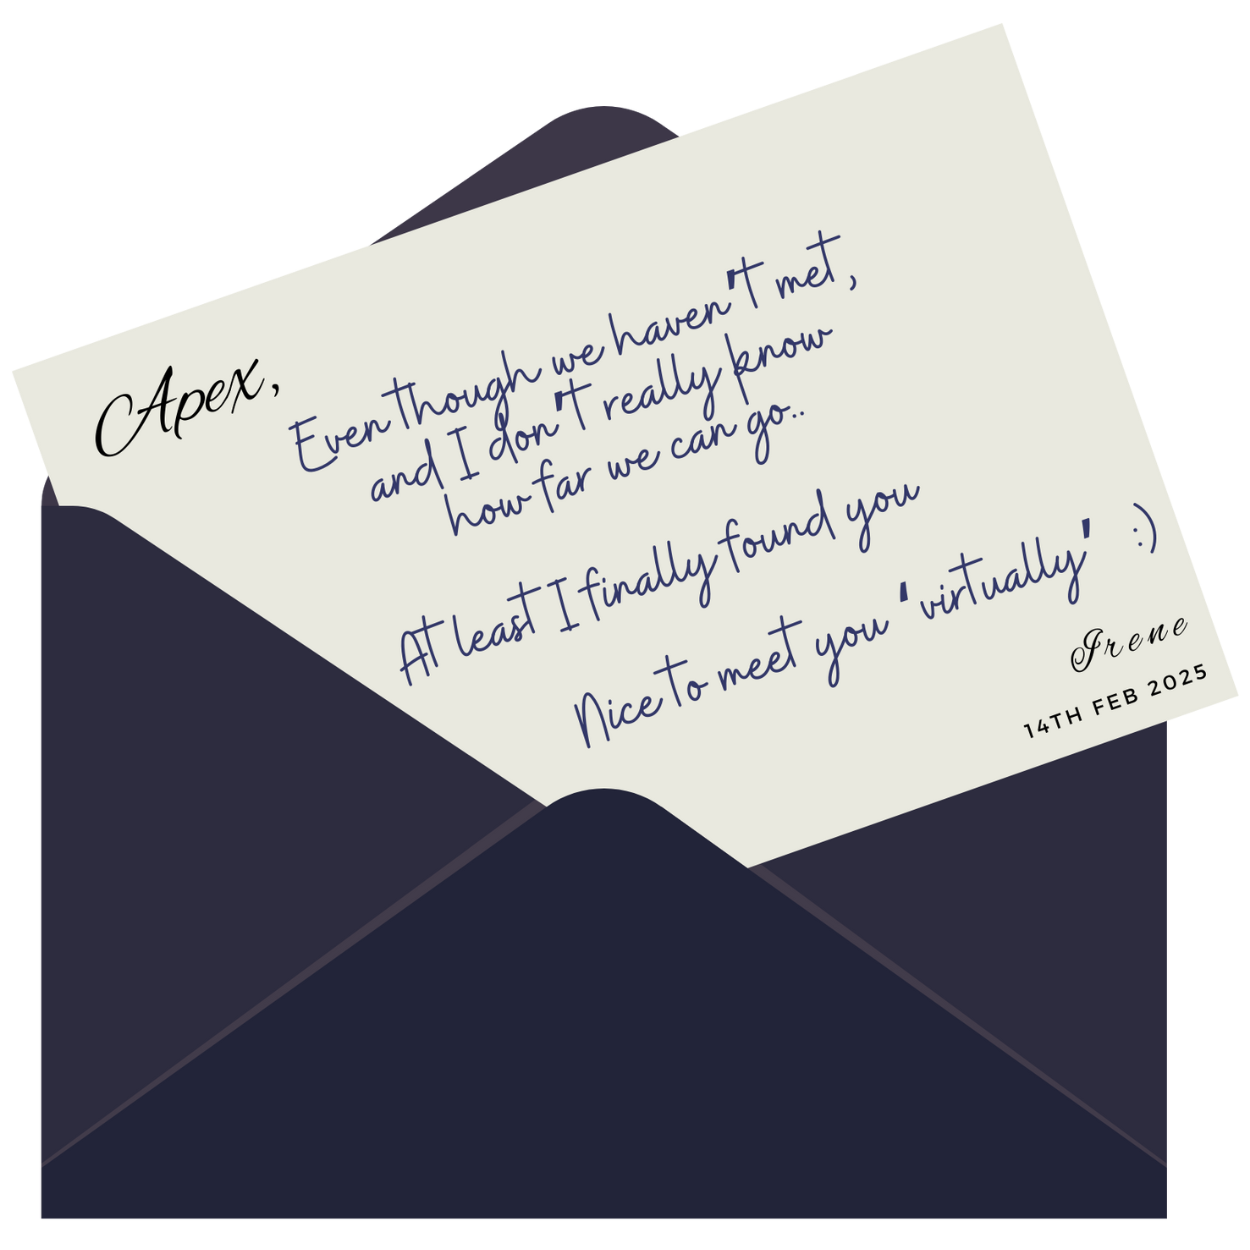 Apex,
Even though we haven't met,
and I don't really know
how far we can go..
At least I finally found you
Nice to meet you 'virtually' :)
Irene
14TH FEB 2025